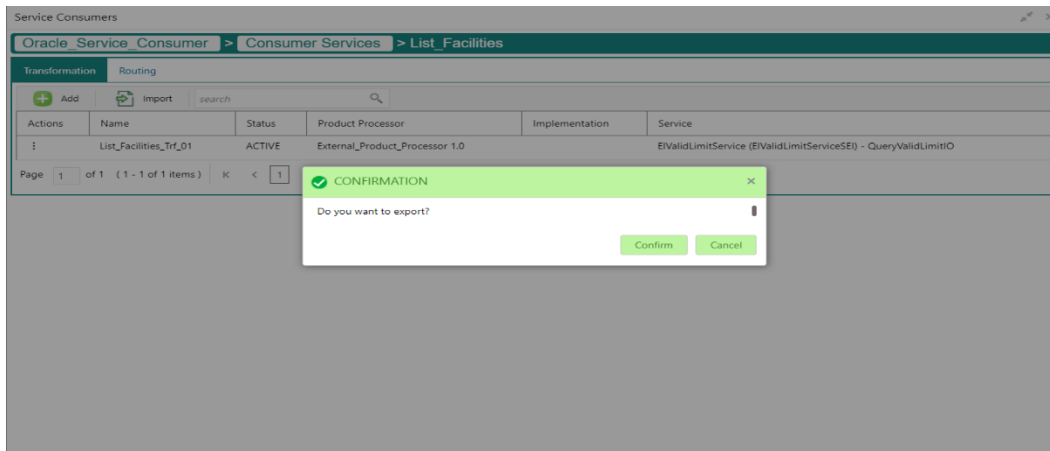 Service Consumers
Oracle_Service_Consumer > Consumer Services > List_Facilities
Transformation Routing
Add Import search
Actions Name Status Product Processor Implementation Service
List_Facilities_Trf_01 ACTIVE External_Product_Processor 1.0 EIValidLimitService (EIValidLimitServiceSEI) - QueryValidLimitIO
Page 1 of 1 (1 - 1 of 1 items) K < 1
CONFIRMATION ×
Do you want to export?
Confirm Cancel